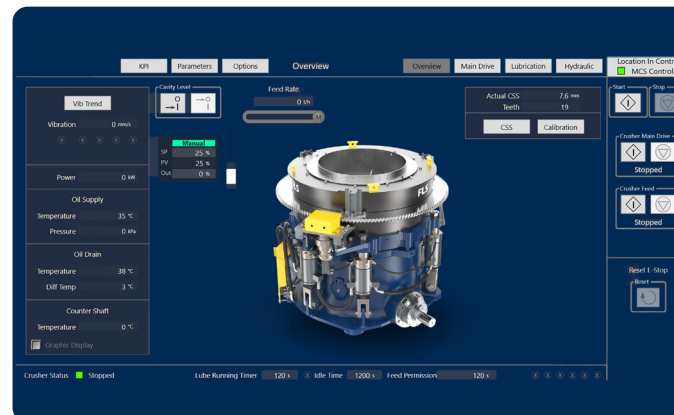 KPI Parameters Options Overview Overview Main Drive Lubrication Hydraulic
Location In Contr
MCS Control
Vib Trend
Vibration 0 mm/s
Power 0 kW
Oil Supply
Temperature 35 °C
Pressure 0 kPa
Oil Drain
Temperature 38 °C
Diff Temp 3 °C
Counter Shaft
Temperature 0 °C
Graphic Display
Cavity Level
O
→|
→|
O
Manual
SP 25 %
PV 25 %
Out 0 %
Feed Rate
0 t/h
M
FLS
Actual CSS 7.6 mm
Teeth 19
CSS Calibration
Start Stop
Crusher Main Drive
Stopped
Crusher Feed
Stopped
Reset L-Stop
Reset
Crusher Status Stopped Lube Running Timer 120 s X Idle Time 1200 s Feed Permission 120 s X X X X X X